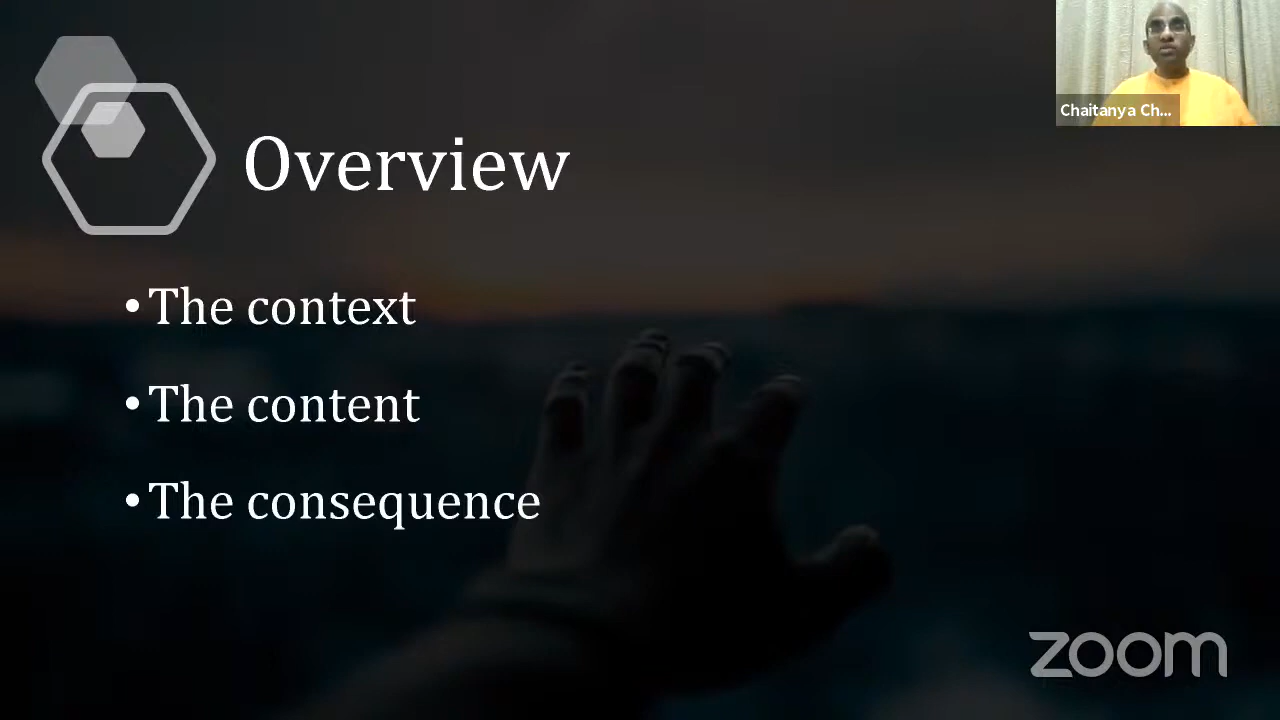 Chaitanya Ch...
Overview
• The context
• The content
• The consequence
zoom